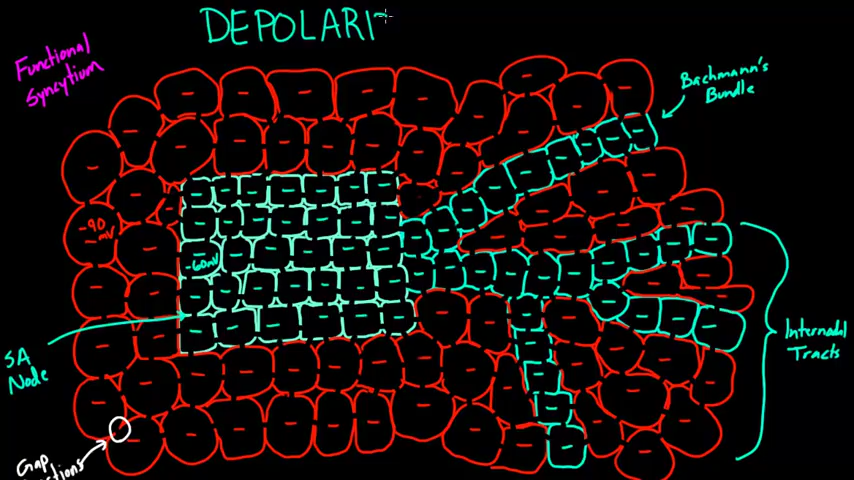 DEPOLARI
Functional
Syncytium
Bachmann's
Bundle
-90
mV
-60mV
SA
Node
Internodal
Tracts
Gap